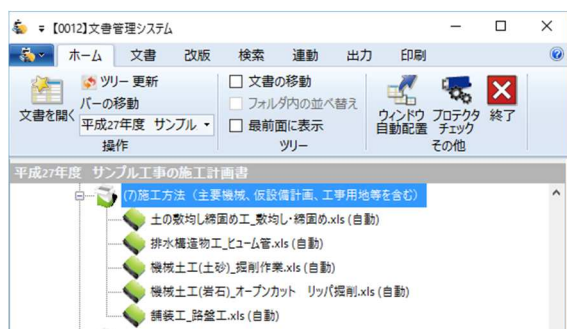 【0012】文書管理システム
ホーム 文書 改版 検索 連動 出力 印刷
文書を開く
ツリー 更新
バーの移動
平成27年度 サンプル
操作
文書の移動
フォルダ内の並べ替え
最前面に表示
ツリー
ウィンドウ
自動配置
プロテクタ
チェック
終了
その他
平成27年度 サンプル工事の施工計画書
(7)施工方法（主要機械、仮設備計画、工事用地等を含む）
土の敷均し締固め工_敷均し・締固め.xls (自動)
排水構造物工_ヒューム管.xls (自動)
機械土工(土砂)_掘削作業.xls (自動)
機械土工(岩石)_オープンカット リッパ掘削.xls (自動)
舗装工_路盤工.xls (自動)